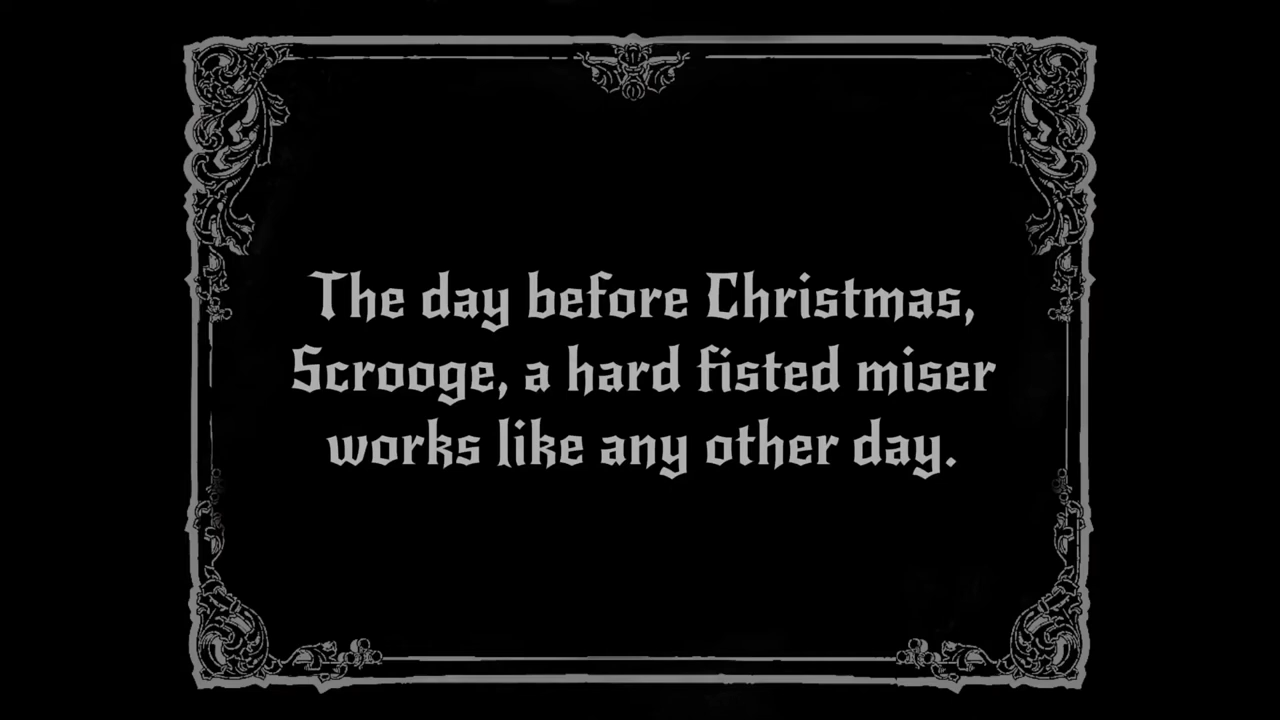 The day before Christmas,
Scrooge, a hard fisted miser
works like any other day.